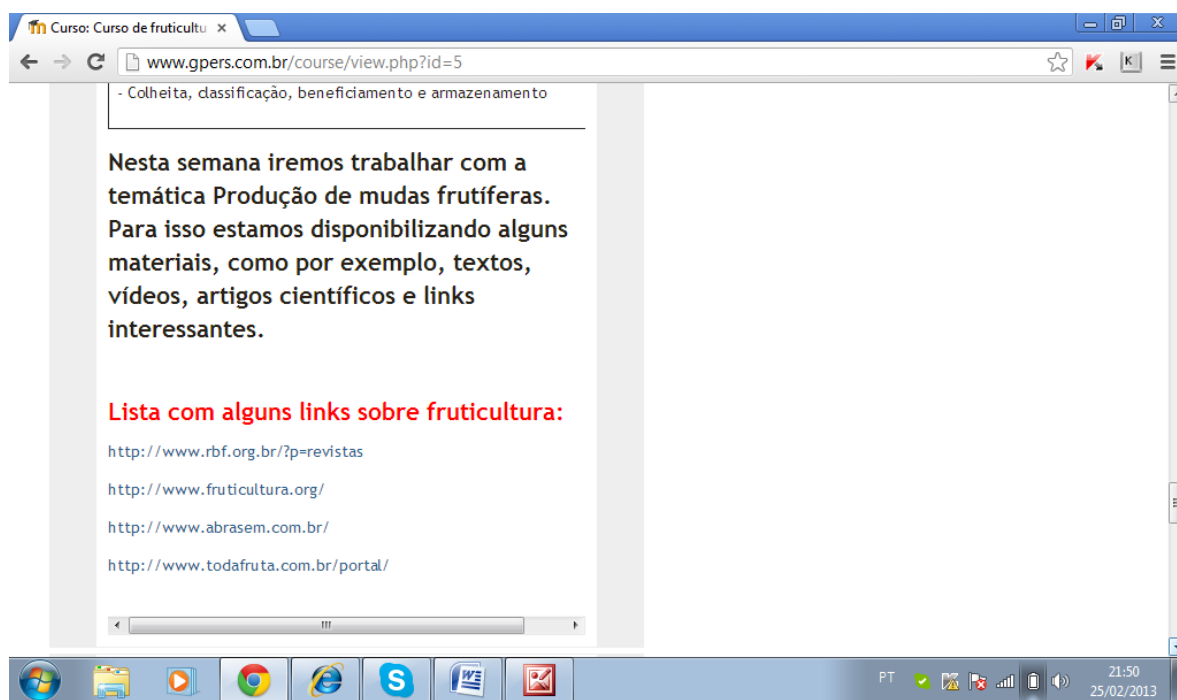 Curso: Curso de fruticultu
www.gpers.com.br/course/view.php?id=5
- Colheita, classificação, beneficiamento e armazenamento
Nesta semana iremos trabalhar com a
temática Produção de mudas frutíferas.
Para isso estamos disponibilizando alguns
materiais, como por exemplo, textos,
vídeos, artigos científicos e links
interessantes.
Lista com alguns links sobre fruticultura:
http://www.rbf.org.br/?p=revistas
http://www.fruticultura.org/
http://www.abrasem.com.br/
http://www.todafruta.com.br/portal/
PT
21:50
25/02/2013